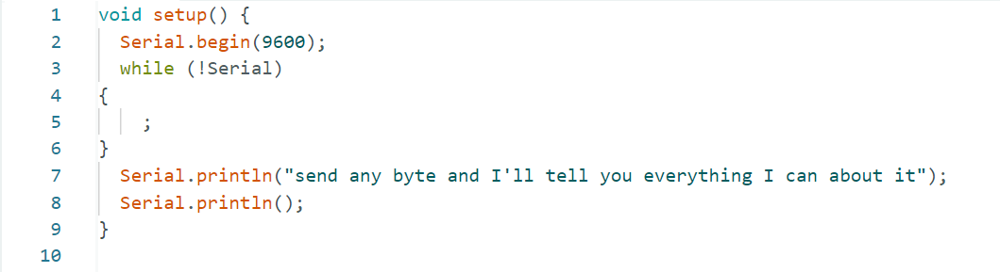 1 void setup() {
2   Serial.begin(9600);
3   while (!Serial)
4 {
5     ;
6 }
7   Serial.println("send any byte and I'll tell you everything I can about it");
8   Serial.println();
9 }
10